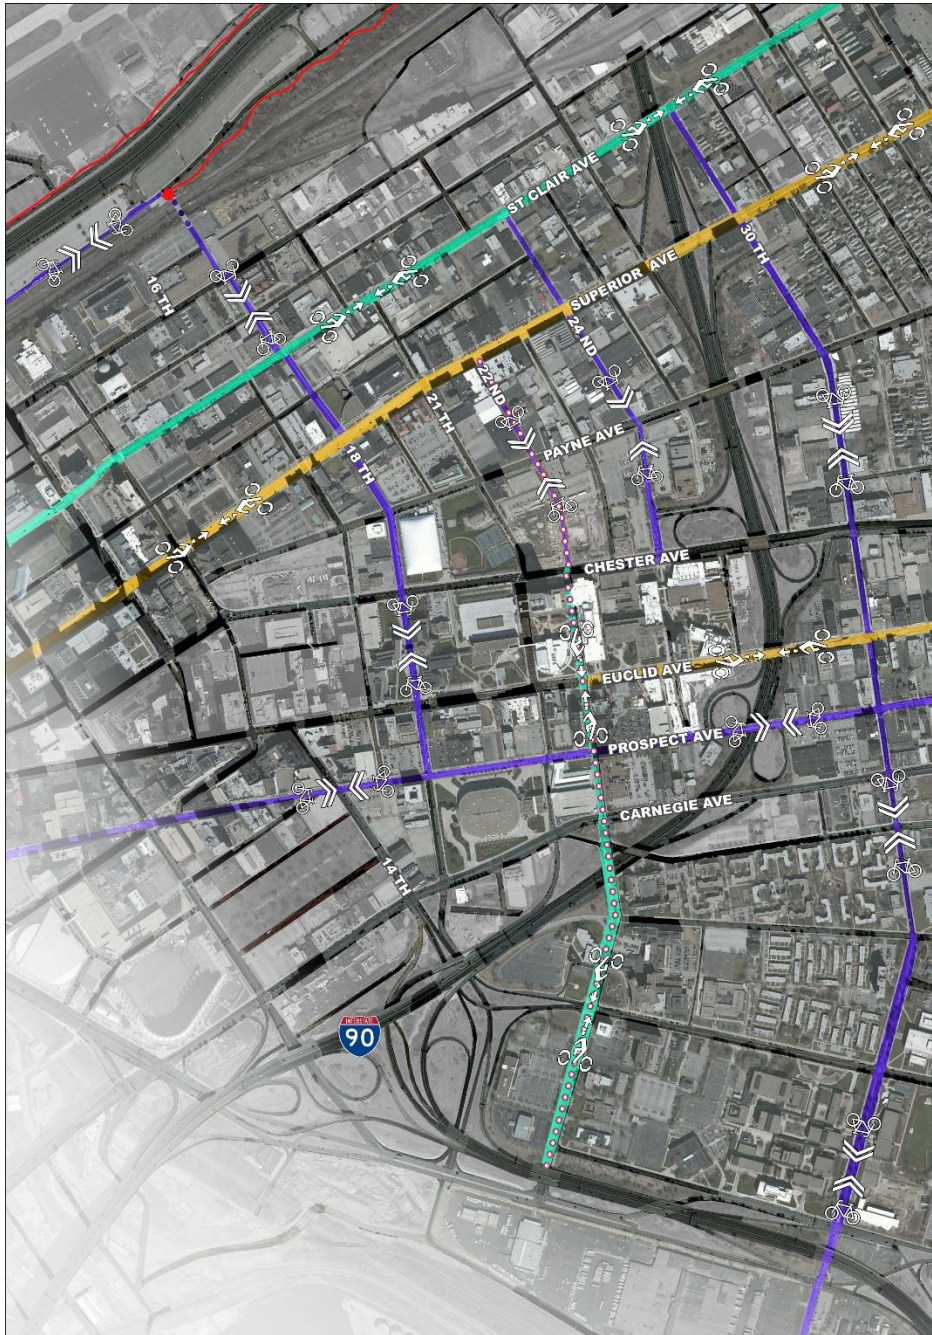 ST CLAIR AVE
16 TH
30 TH
SUPERIOR AVE
24 ND
22 ND
21 TH
18 TH
PAYNE AVE
CHESTER AVE
EUCLID AVE
PROSPECT AVE
CARNEGIE AVE
14 TH
INTERSTATE
90